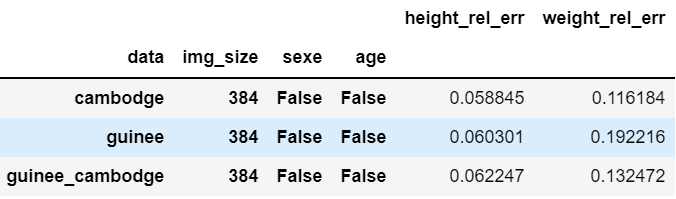 height_rel_err weight_rel_err
data img_size sexe age
cambodge 384 False False 0.058845 0.116184
guinee 384 False False 0.060301 0.192216
guinee_cambodge 384 False False 0.062247 0.132472